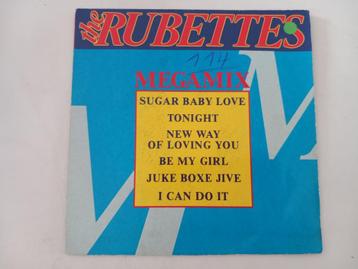 the RUBETTES
114
MEGAMIX
SUGAR BABY LOVE
TONIGHT
NEW WAY
OF LOVING YOU
BE MY GIRL
JUKE BOXE JIVE
I CAN DO IT